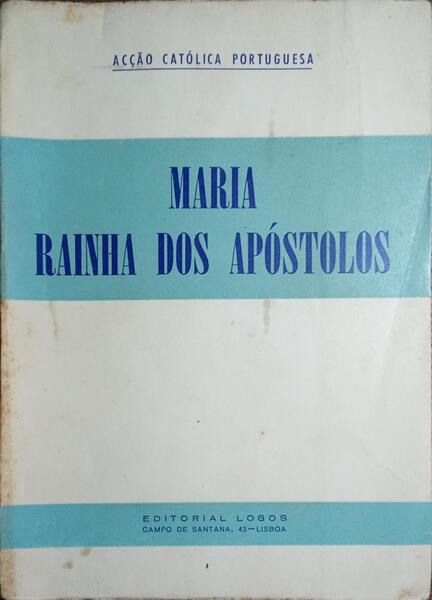 ACÇÃO CATÓLICA PORTUGUESA
MARIA
RAINHA DOS APÓSTOLOS
EDITORIAL LOGOS
CAMPO DE SANTANA, 43—LISBOA